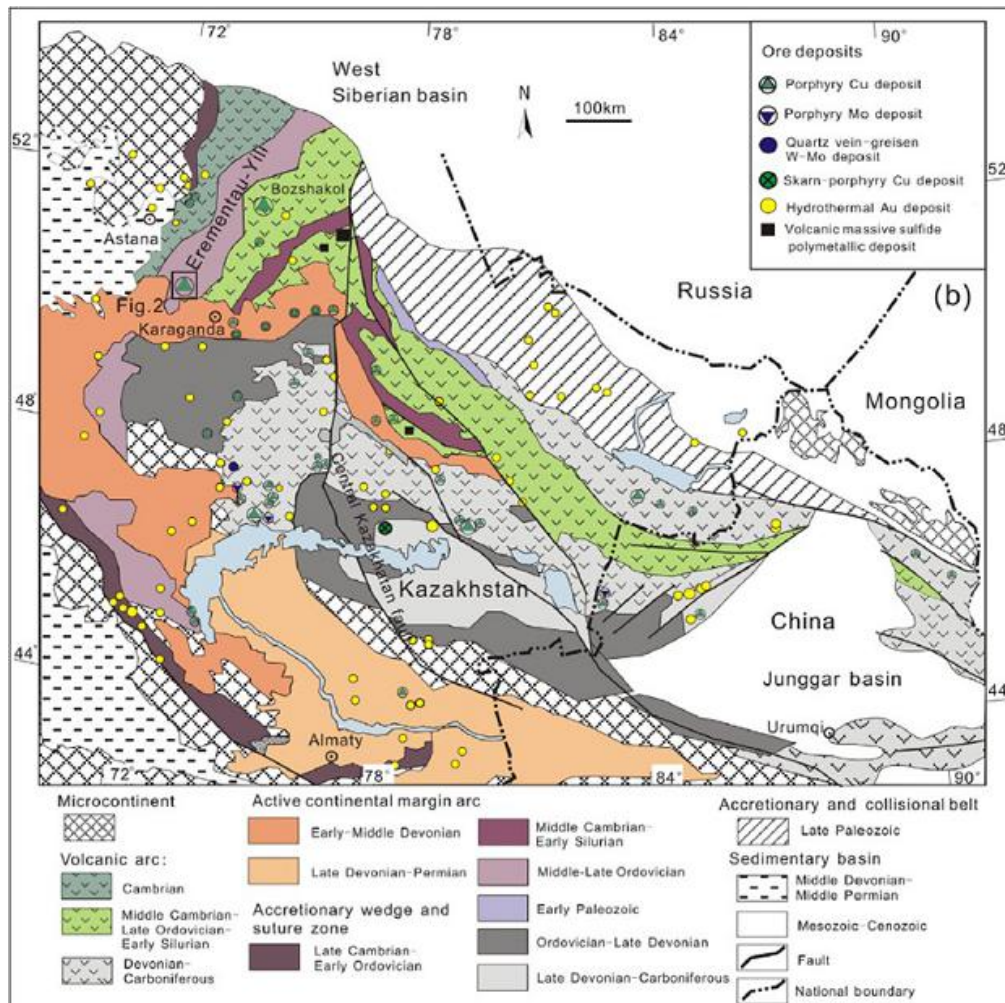 72°
78°
84°
90°
West
Siberian basin
N
100km
Ore deposits
Porphyry Cu deposit
Porphyry Mo deposit
Quartz vein-greisen
W-Mo deposit
Skarn-porphyry Cu deposit
Hydrothermal Au deposit
Volcanic massive sulfide
polymetallic deposit
52°
52
Bozshakol
Astana
Erementau-Yili
Russia
(b)
Fig.2
Karaganda
Mongolia
48
48
Central Kazakhstan fault
Kazakhstan
China
44
Junggar basin
44
Urumqi
Almaty
72°
78°
84°
90°
Microcontinent
Volcanic arc:
Cambrian
Middle Cambrian-
Late Ordovician-
Early Silurian
Devonian-
Carboniferous
Active continental margin arc
Early-Middle Devonian
Late Devonian-Permian
Accretionary wedge and
suture zone
Late Cambrian-
Early Ordovician
Middle Cambrian-
Early Silurian
Middle-Late Ordovician
Early Paleozoic
Ordovician-Late Devonian
Late Devonian-Carboniferous
Accretionary and collisional belt
Late Paleozoic
Sedimentary basin
Middle Devonian-
Middle Permian
Mesozoic-Cenozoic
Fault
National boundary